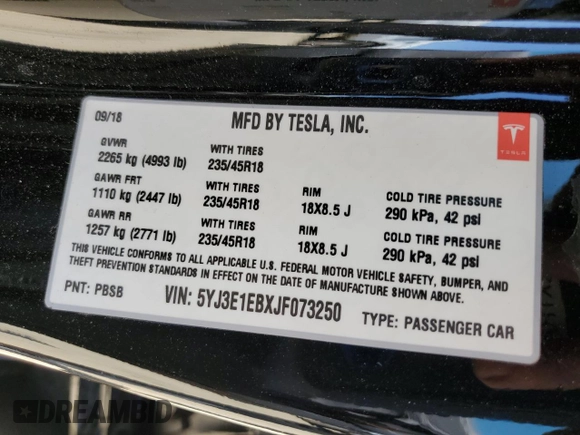 09/18
MFD BY TESLA, INC.
TESLA
GVWR
2265 kg (4993 lb)
WITH TIRES
235/45R18
GAWR FRT
1110 kg (2447 lb)
WITH TIRES
235/45R18
RIM
18X8.5 J
COLD TIRE PRESSURE
290 kPa, 42 psi
GAWR RR
1257 kg (2771 lb)
WITH TIRES
235/45R18
RIM
18X8.5 J
COLD TIRE PRESSURE
290 kPa, 42 psi
THIS VEHICLE CONFORMS TO ALL APPLICABLE U.S. FEDERAL MOTOR VEHICLE SAFETY, BUMPER, AND
THEFT PREVENTION STANDARDS IN EFFECT ON THE DATE OF MANUFACTURE SHOWN ABOVE.
PNT: PBSB
VIN: 5YJ3E1EBXJF073250
TYPE: PASSENGER CAR
DREAMBID